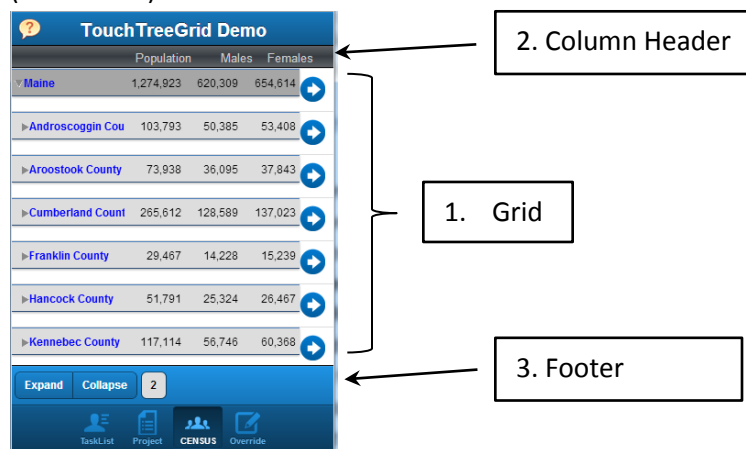 ? TouchTreeGrid Demo
Population Males Females
Maine 1,274,923 620,309 654,614
Androscoggin Cou 103,793 50,385 53,408
Aroostook County 73,938 36,095 37,843
Cumberland Count 265,612 128,589 137,023
Franklin County 29,467 14,228 15,239
Hancock County 51,791 25,324 26,467
Kennebec County 117,114 56,746 60,368
Expand Collapse 2
TaskList Project CENSUS Override
2. Column Header
1. Grid
3. Footer